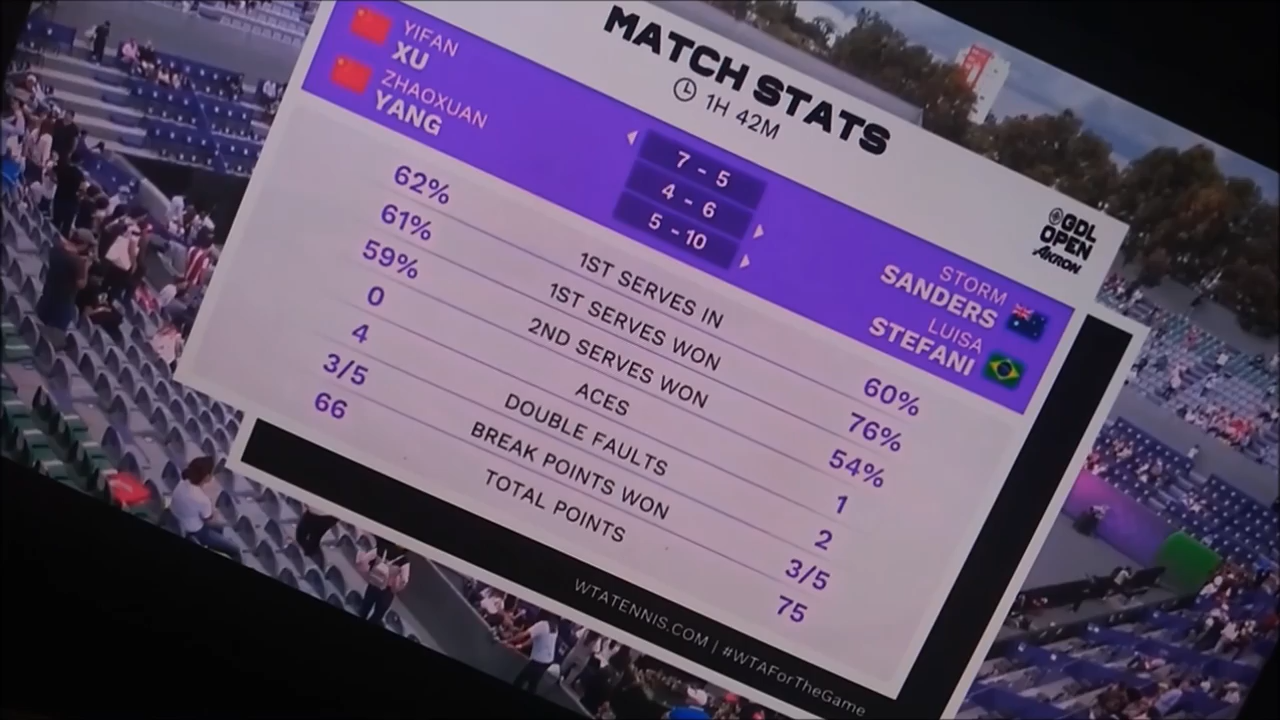 MATCH STATS
1H 42M
YIFAN
XU
ZHAOXUAN
YANG
7 - 5
4 - 6
5 - 10
GDL
OPEN
AKRON
STORM
SANDERS
LUISA
STEFANI
62% 1ST SERVES IN 60%
61% 1ST SERVES WON 76%
59% 2ND SERVES WON 54%
0 ACES 1
4 DOUBLE FAULTS 2
3/5 BREAK POINTS WON 3/5
66 TOTAL POINTS 75
WTATENNIS.COM | #WTAForTheGame